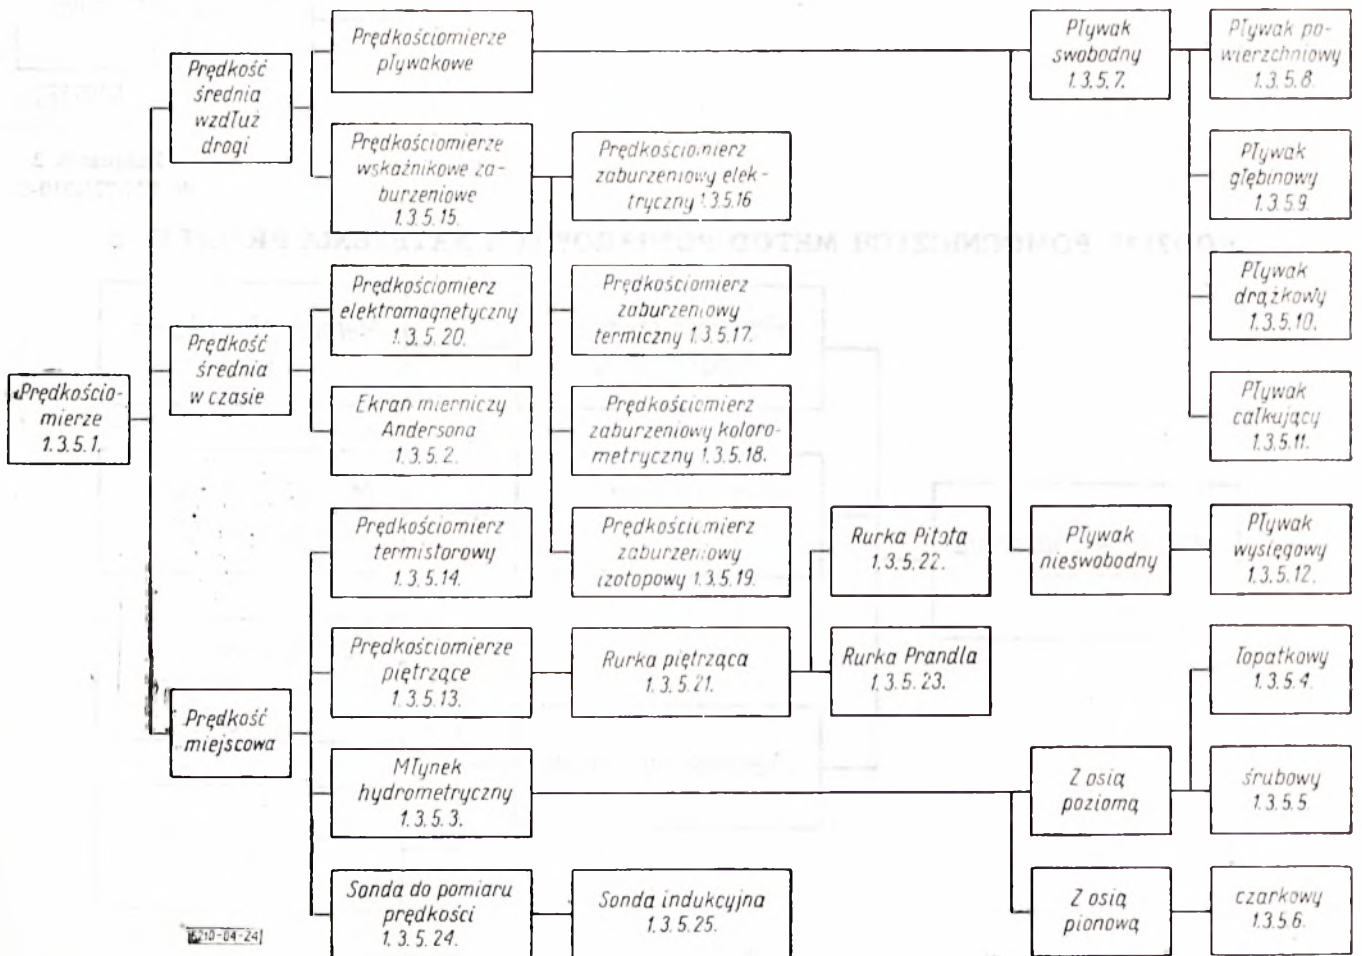 Prędkościo-
mierze
1.3.5.1.
Prędkość
średnia
wzdłuż
drogi
Prędkość
średnia
w czasie
Prędkość
miejscowa
Prędkościomierze
pływakowe
Prędkościomierze
wskaźnikowe za-
burzeniowe
1.3.5.15.
Prędkościomierz
elektromagnetyczny
1.3.5.20.
Ekran mierniczy
Andersona
1.3.5.2.
Prędkościomierz
termistorowy
1.3.5.14.
Prędkościomierze
piętrzące
1.3.5.13.
Młynek
hydrometryczny
1.3.5.3.
Sonda do pomiaru
prędkości
1.3.5.24.
Prędkościomierz
zaburzeniowy elek-
tryczny 1.3.5.16
Prędkościomierz
zaburzeniowy
termiczny 1.3.5.17.
Prędkościomierz
zaburzeniowy koloro-
metryczny 1.3.5.18.
Prędkościomierz
zaburzeniowy
izotopowy 1.3.5.19.
Rurka piętrząca
1.3.5.21.
Sonda indukcyjna
1.3.5.25.
Rurka Pitota
1.3.5.22.
Rurka Prandla
1.3.5.23.
Pływak
swobodny
1.3.5.7.
Pływak
nieswobodny
Z osią
poziomą
Z osią
pionową
Pływak po-
wierzchniowy
1.3.5.8.
Pływak
głębinowy
1.3.5.9.
Pływak
drążkowy
1.3.5.10.
Pływak
całkujący
1.3.5.11.
Pływak
wysięgowy
1.3.5.12.
łopatkowy
1.3.5.4.
śrubowy
1.3.5.5
czarkowy
1.3.5.6.